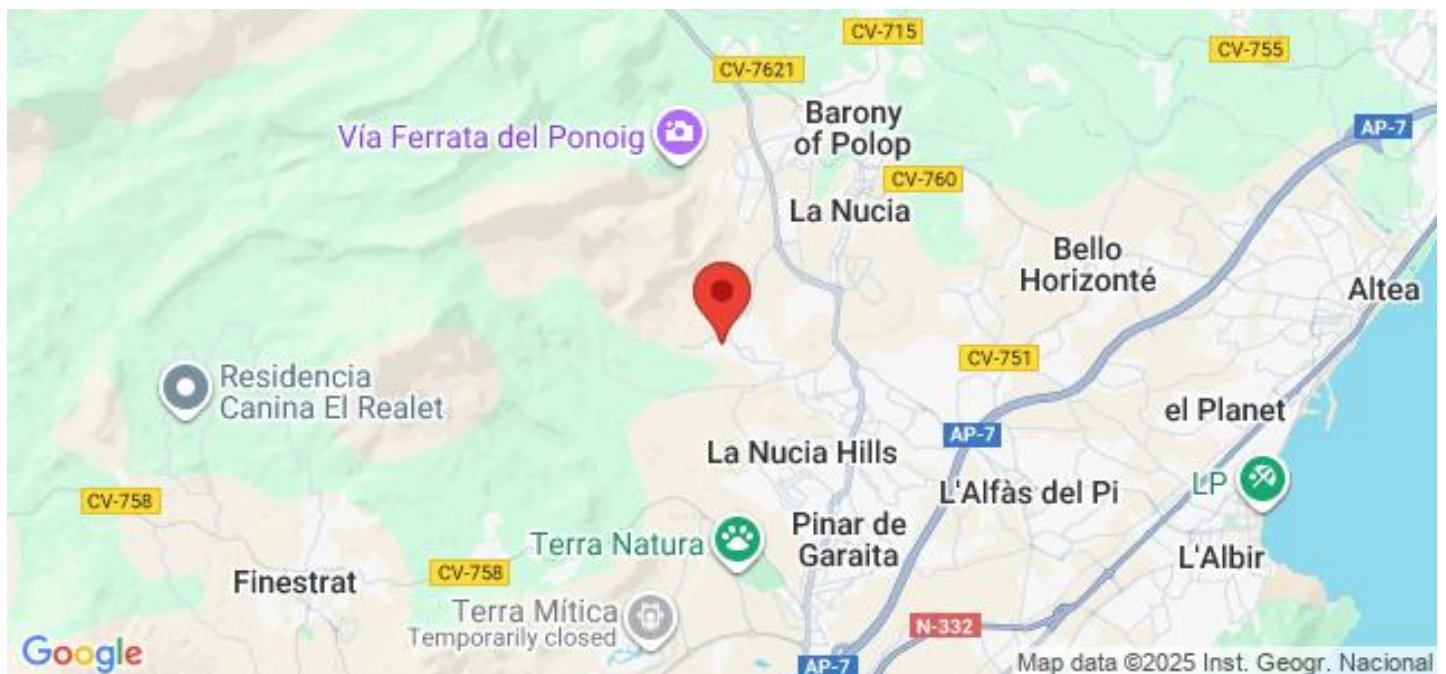 CV-715
CV-755
CV-7621
Barony
of Polop
AP-7
Vía Ferrata del Ponoig
CV-760
La Nucia
Bello
Horizonté
Altea
CV-751
Residencia
Canina El Realet
el Planet
AP-7
La Nucia Hills
LP
CV-758
L'Alfàs del Pi
Pinar de
Garaita
Terra Natura
L'Albir
Finestrat
CV-758
Terra Mítica
Temporarily closed
N-332
Google
AP-7
Map data ©2025 Inst. Geogr. Nacional